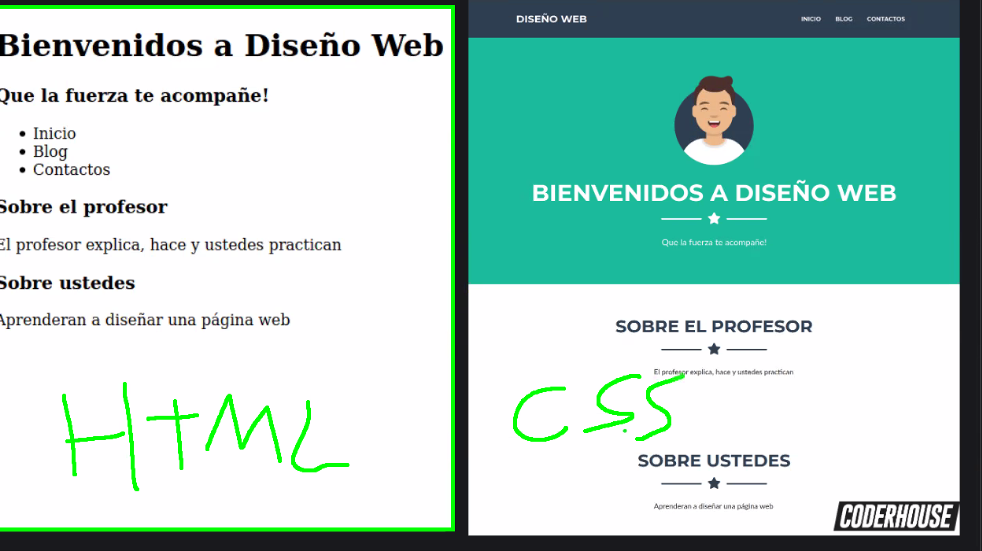 Bienvenidos a Diseño Web
Que la fuerza te acompañe!
Inicio
Blog
Contactos
Sobre el profesor
El profesor explica, hace y ustedes practican
Sobre ustedes
Aprenderan a diseñar una página web
HTML
DISEÑO WEB
INICIO BLOG CONTACTOS
BIENVENIDOS A DISEÑO WEB
Que la fuerza te acompañe!
SOBRE EL PROFESOR
El profesor explica, hace y ustedes practican
CSS
SOBRE USTEDES
Aprenderan a diseñar una página web
CODERHOUSE